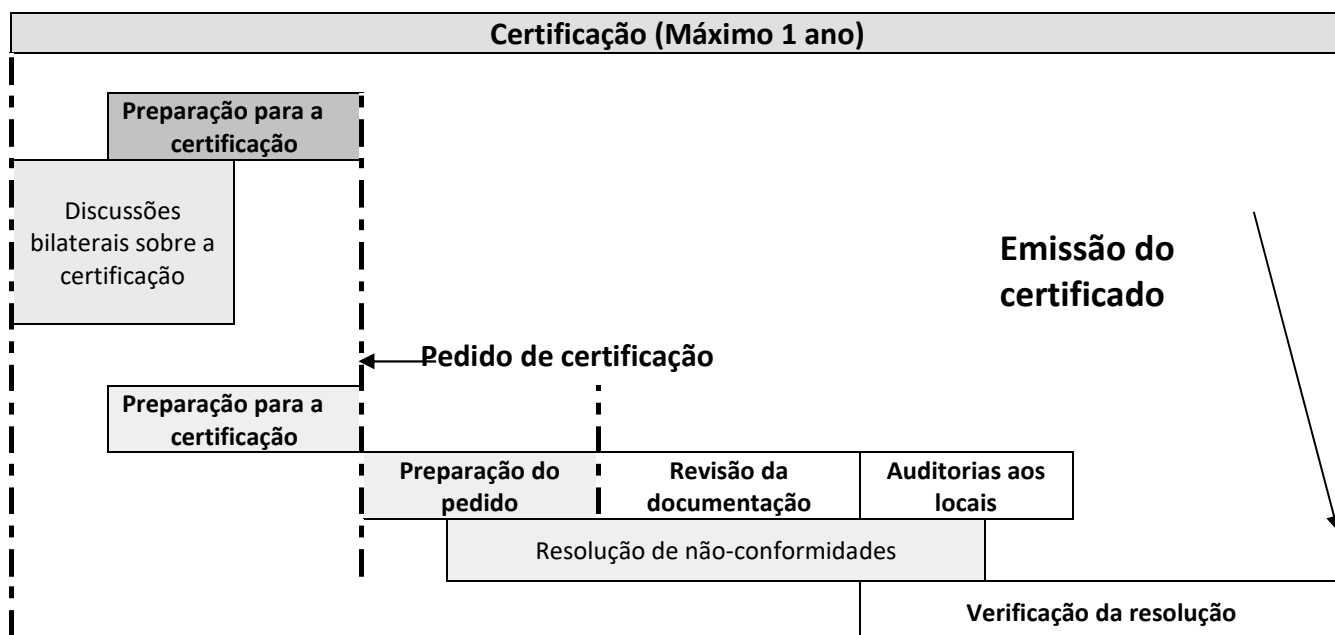 Certificação (Máximo 1 ano)
Preparação para a
certificação
Discussões
bilaterais sobre a
certificação
Emissão do
certificado
Pedido de certificação
Preparação para a
certificação
Preparação do
pedido
Revisão da
documentação
Auditorias aos
locais
Resolução de não-conformidades
Verificação da resolução